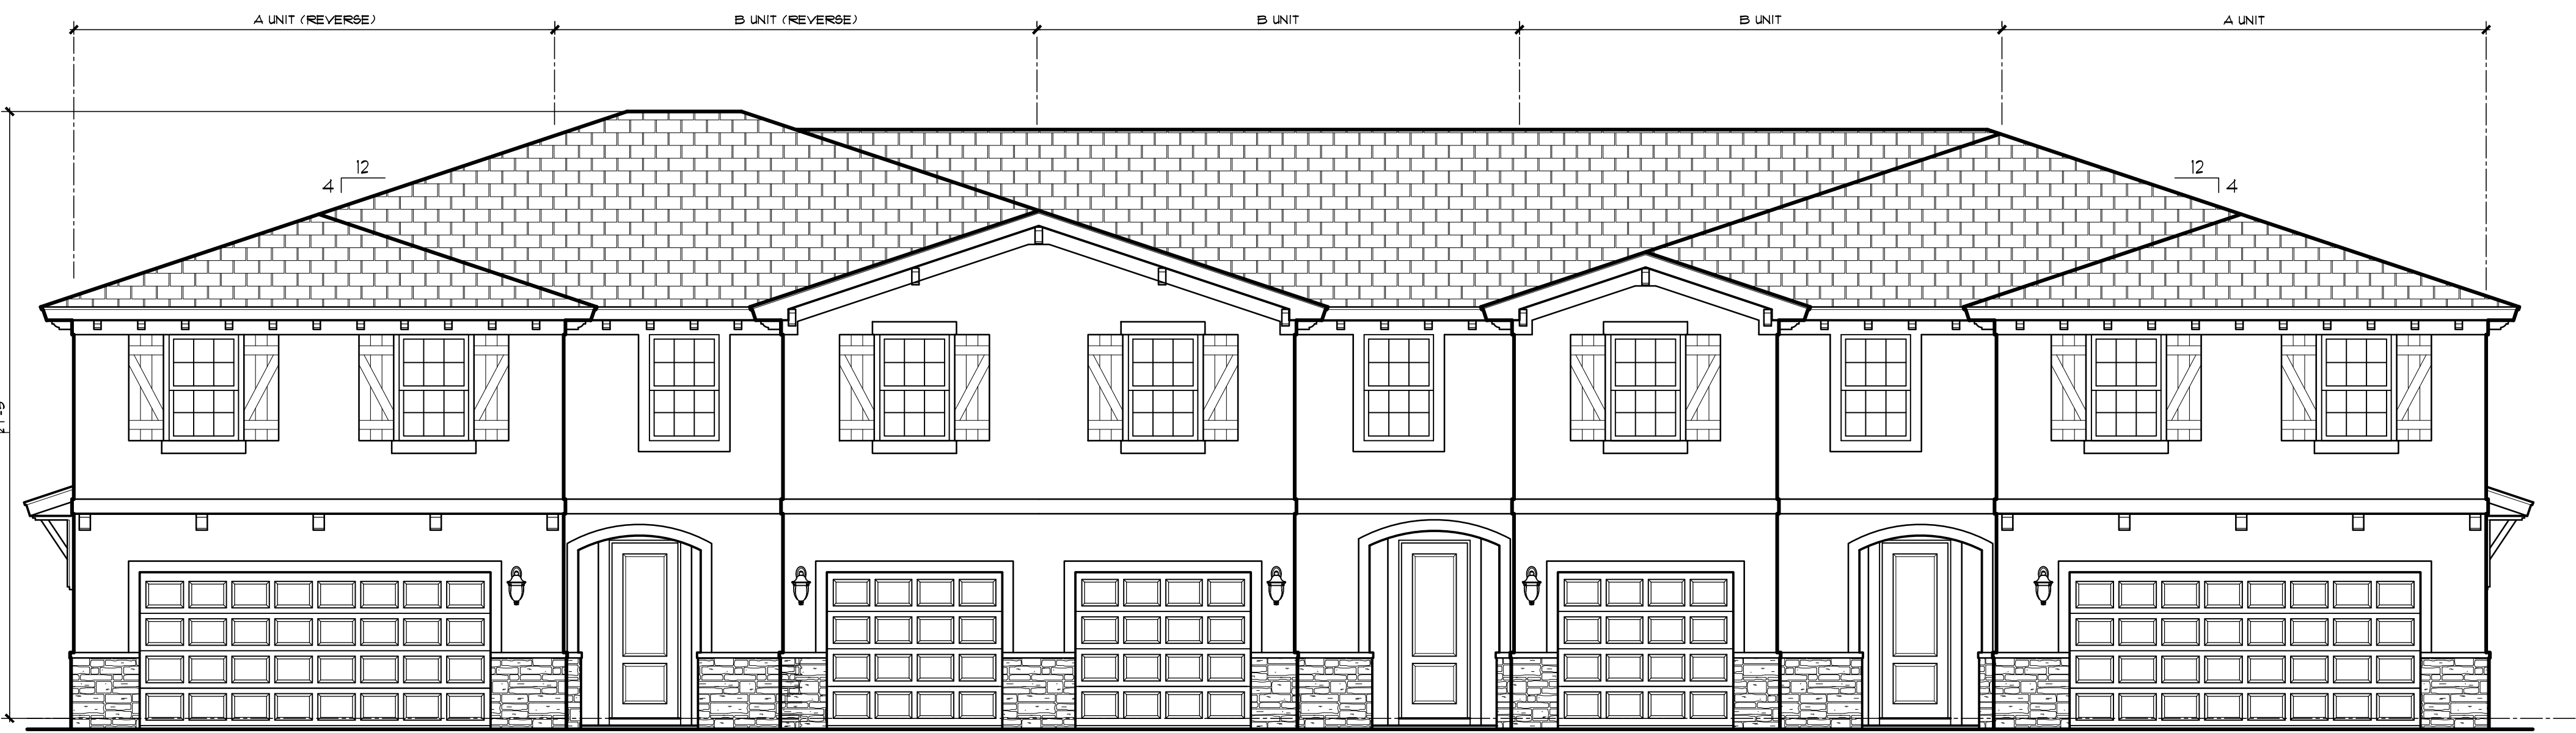 A UNIT (REVERSE)
B UNIT (REVERSE)
B UNIT
B UNIT
A UNIT
12
4
12
4